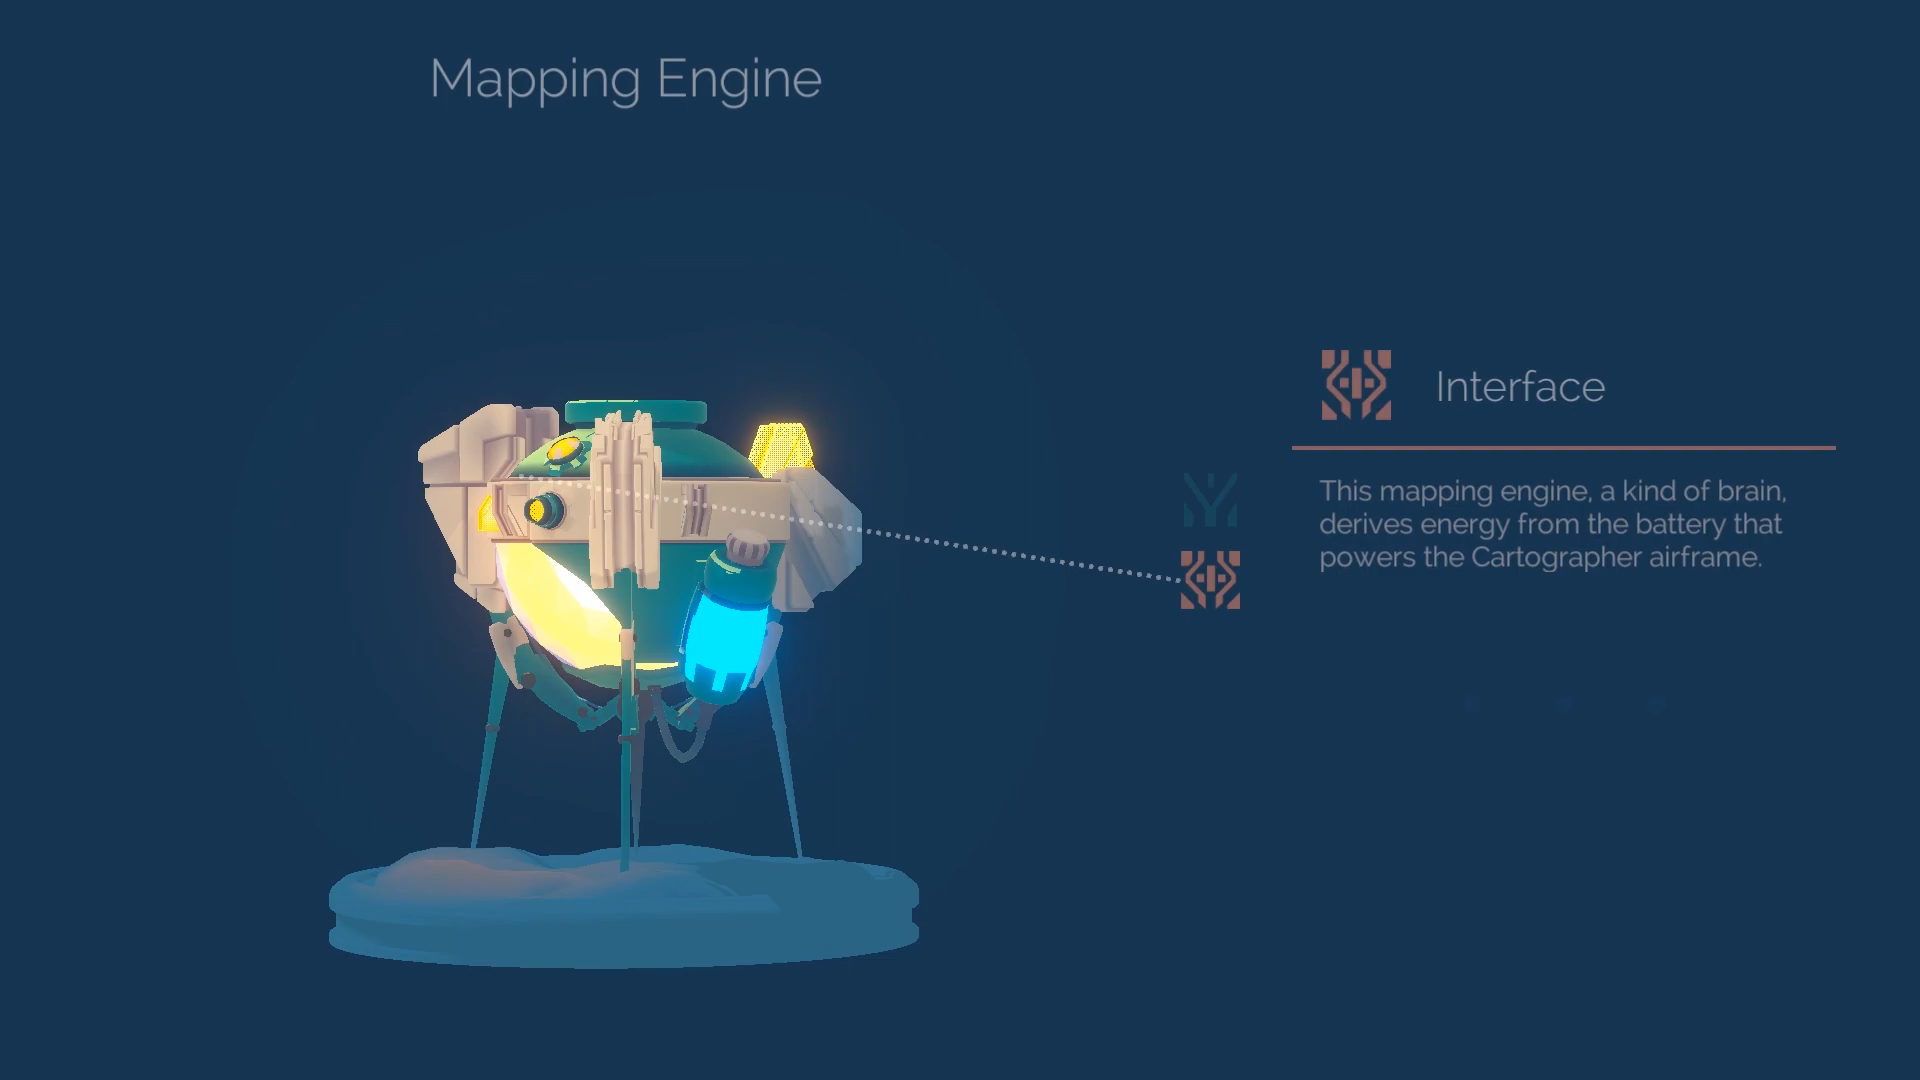 Mapping Engine
Interface
This mapping engine, a kind of brain,
derives energy from the battery that
powers the Cartographer airframe.